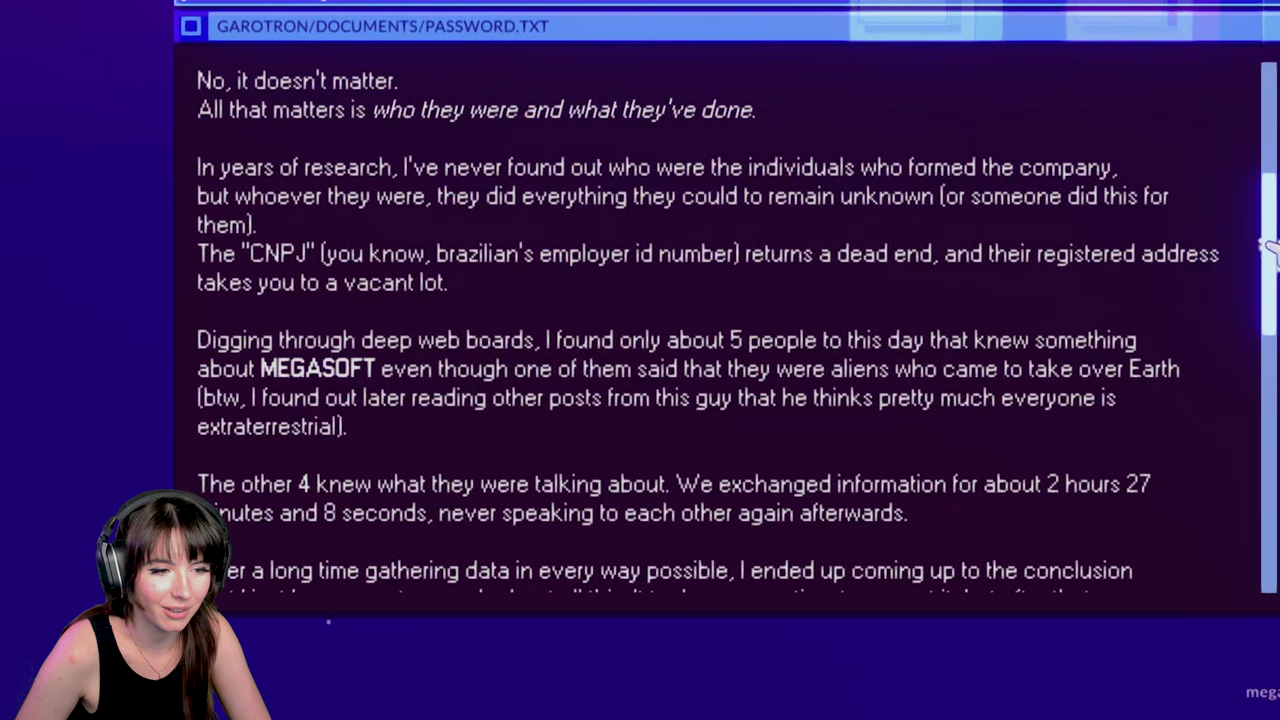 GAROTRON/DOCUMENTS/PASSWORD.TXT
No, it doesn't matter.
All that matters is who they were and what they've done.
In years of research, I've never found out who were the individuals who formed the company,
but whoever they were, they did everything they could to remain unknown (or someone did this for
them).
The "CNPJ" (you know, brazilian's employer id number) returns a dead end, and their registered address
takes you to a vacant lot.
Digging through deep web boards, I found only about 5 people to this day that knew something
about MEGASOFT even though one of them said that they were aliens who came to take over Earth
(btw, I found out later reading other posts from this guy that he thinks pretty much everyone is
extraterrestrial).
The other 4 knew what they were talking about. We exchanged information for about 2 hours 27
inutes and 8 seconds, never speaking to each other again afterwards.
er a long time gathering data in every way possible, I ended up coming up to the conclusion
mega